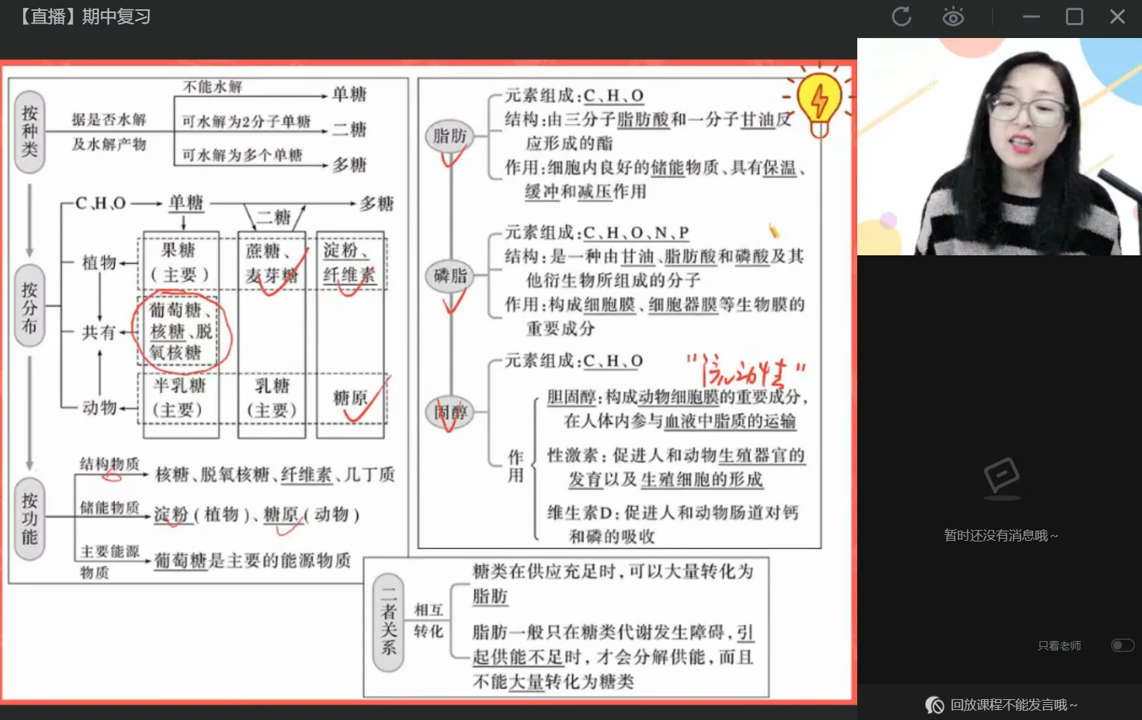 【直播】期中复习
按种类
据是否水解
及水解产物
不能水解
单糖
可水解为2分子单糖
二糖
可水解为多个单糖
多糖
按分布
C、H、O
单糖
二糖
多糖
植物
果糖
(主要)
蔗糖、
麦芽糖
淀粉、
纤维素
共有
葡萄糖、
核糖、脱
氧核糖
动物
半乳糖
(主要)
乳糖
(主要)
糖原
按功能
结构物质
核糖、脱氧核糖、纤维素、几丁质
储能物质
淀粉(植物)、糖原(动物)
主要能源
物质
葡萄糖是主要的能源物质
脂肪
元素组成:C、H、O
结构:由三分子脂肪酸和一分子甘油反
应形成的酯
作用:细胞内良好的储能物质、具有保温、
缓冲和减压作用
磷脂
元素组成:C、H、O、N、P
结构:是一种由甘油、脂肪酸和磷酸及其
他衍生物所组成的分子
作用:构成细胞膜、细胞器膜等生物膜的
重要成分
固醇
元素组成:C、H、O
作用
胆固醇:构成动物细胞膜的重要成分,
在人体内参与血液中脂质的运输
性激素:促进人和动物生殖器官的
发育以及生殖细胞的形成
维生素D:促进人和动物肠道对钙
和磷的吸收
二者关系
相互
转化
糖类在供应充足时,可以大量转化为
脂肪
脂肪一般只在糖类代谢发生障碍,引
起供能不足时,才会分解供能,而且
不能大量转化为糖类
暂时还没有消息哦~
只看老师
回放课程不能发言哦~